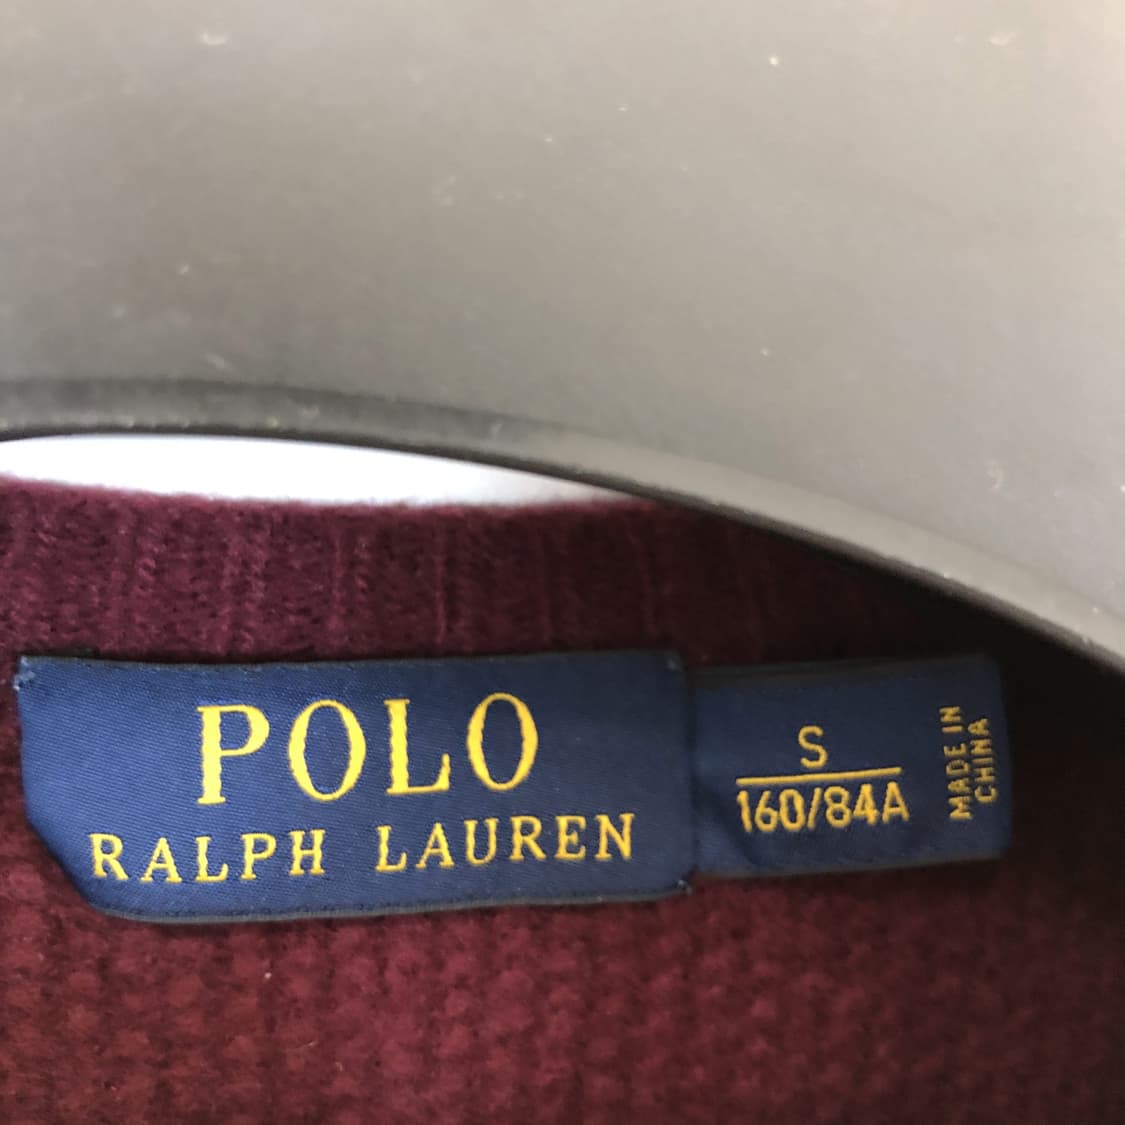 POLO
RALPH LAUREN
S
160/84A
MADE IN
CHINA